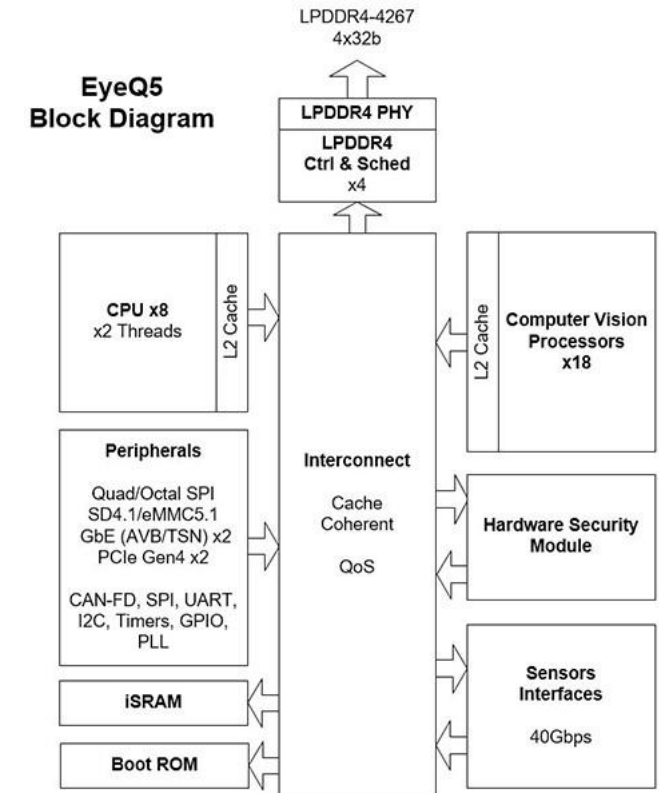 LPDDR4-4267
4x32b
EyeQ5
Block Diagram
LPDDR4 PHY
LPDDR4
Ctrl & Sched
x4
CPU x8
x2 Threads
L2 Cache
L2 Cache
Computer Vision
Processors
x18
Peripherals
Quad/Octal SPI
SD4.1/eMMC5.1
GbE (AVB/TSN) x2
PCIe Gen4 x2
CAN-FD, SPI, UART,
I2C, Timers, GPIO,
PLL
Interconnect
Cache
Coherent
QoS
Hardware Security
Module
Sensors
Interfaces
40Gbps
iSRAM
Boot ROM